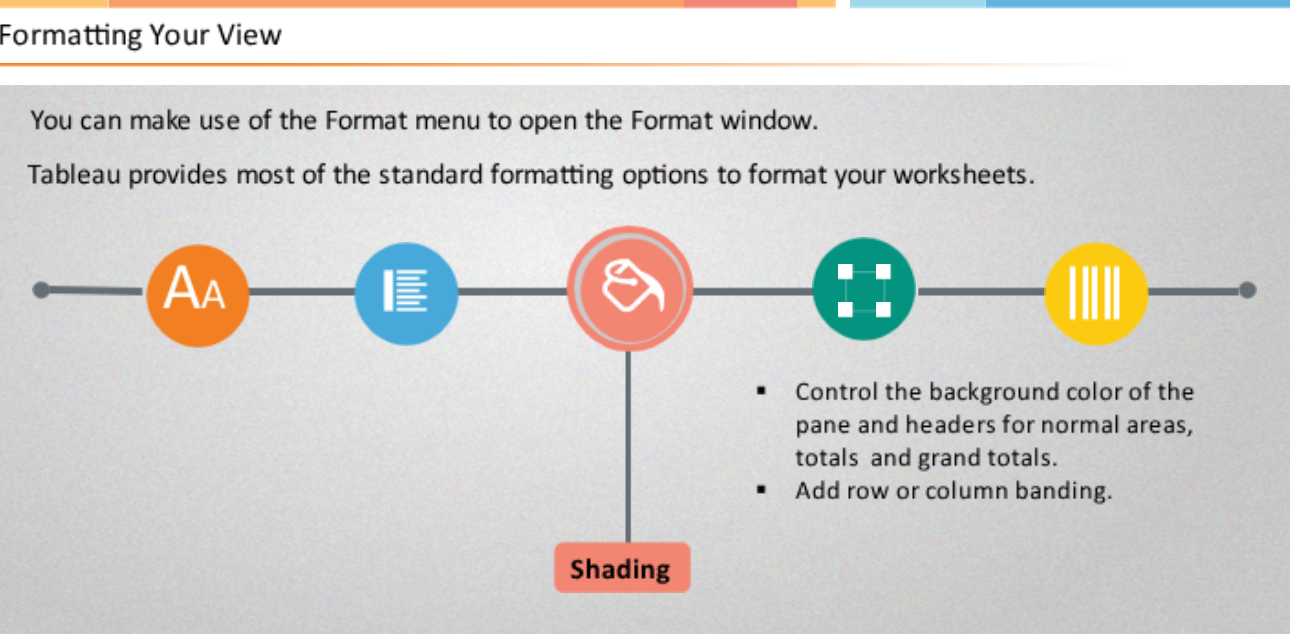 Formatting Your View
You can make use of the Format menu to open the Format window.
Tableau provides most of the standard formatting options to format your worksheets.
AA
▪ Control the background color of the
pane and headers for normal areas,
totals and grand totals.
▪ Add row or column banding.
Shading